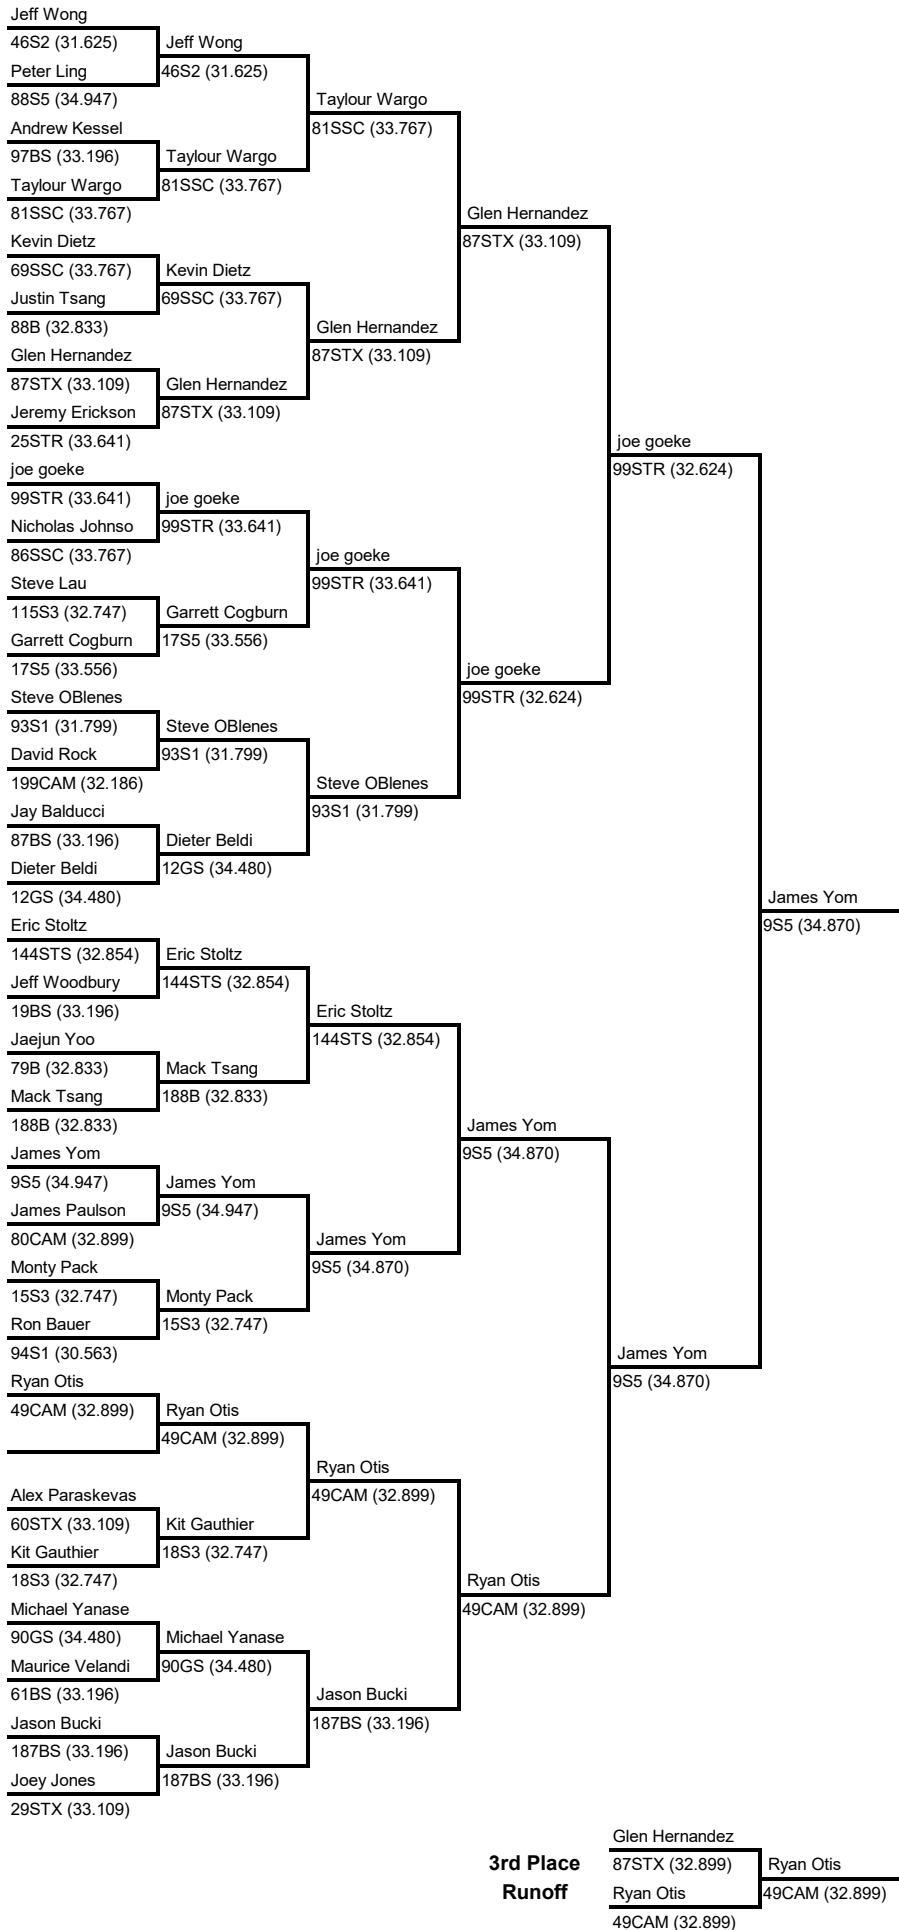 Jeff Wong
46S2 (31.625)
Peter Ling
88S5 (34.947)
Andrew Kessel
97BS (33.196)
Taylour Wargo
81SSC (33.767)
Kevin Dietz
69SSC (33.767)
Justin Tsang
88B (32.833)
Glen Hernandez
87STX (33.109)
Jeremy Erickson
25STR (33.641)
joe goeke
99STR (33.641)
Nicholas Johnso
86SSC (33.767)
Steve Lau
115S3 (32.747)
Garrett Cogburn
17S5 (33.556)
Steve OBlenes
93S1 (31.799)
David Rock
199CAM (32.186)
Jay Balducci
87BS (33.196)
Dieter Beldi
12GS (34.480)
Eric Stoltz
144STS (32.854)
Jeff Woodbury
19BS (33.196)
Jaejun Yoo
79B (32.833)
Mack Tsang
188B (32.833)
James Yom
9S5 (34.947)
James Paulson
80CAM (32.899)
Monty Pack
15S3 (32.747)
Ron Bauer
94S1 (30.563)
Ryan Otis
49CAM (32.899)
Alex Paraskevas
60STX (33.109)
Kit Gauthier
18S3 (32.747)
Michael Yanase
90GS (34.480)
Maurice Velandi
61BS (33.196)
Jason Bucki
187BS (33.196)
Joey Jones
29STX (33.109)
Jeff Wong
46S2 (31.625)
Taylour Wargo
81SSC (33.767)
Kevin Dietz
69SSC (33.767)
Glen Hernandez
87STX (33.109)
joe goeke
99STR (33.641)
Garrett Cogburn
17S5 (33.556)
Steve OBlenes
93S1 (31.799)
Dieter Beldi
12GS (34.480)
Eric Stoltz
144STS (32.854)
Mack Tsang
188B (32.833)
James Yom
9S5 (34.947)
Monty Pack
15S3 (32.747)
Ryan Otis
49CAM (32.899)
Kit Gauthier
18S3 (32.747)
Michael Yanase
90GS (34.480)
Jason Bucki
187BS (33.196)
Taylour Wargo
81SSC (33.767)
Glen Hernandez
87STX (33.109)
joe goeke
99STR (33.641)
Steve OBlenes
93S1 (31.799)
Eric Stoltz
144STS (32.854)
James Yom
9S5 (34.870)
Ryan Otis
49CAM (32.899)
Jason Bucki
187BS (33.196)
Glen Hernandez
87STX (33.109)
joe goeke
99STR (32.624)
James Yom
9S5 (34.870)
Ryan Otis
49CAM (32.899)
joe goeke
99STR (32.624)
James Yom
9S5 (34.870)
James Yom
9S5 (34.870)
3rd Place
Runoff
Glen Hernandez
87STX (32.899)
Ryan Otis
49CAM (32.899)
Ryan Otis
49CAM (32.899)